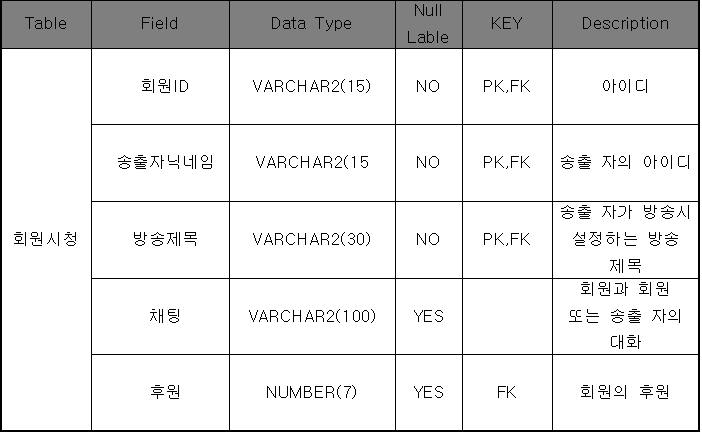 Table Field Data Type Null Lable KEY Description
회원시청
회원ID VARCHAR2(15) NO PK,FK 아이디
송출자닉네임 VARCHAR2(15 NO PK,FK 송출 자의 아이디
방송제목 VARCHAR2(30) NO PK,FK 송출 자가 방송시
설정하는 방송
제목
채팅 VARCHAR2(100) YES 회원과 회원
또는 송출 자의
대화
후원 NUMBER(7) YES FK 회원의 후원